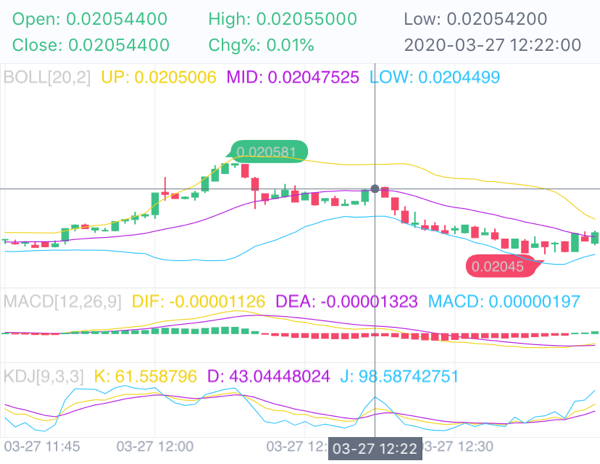 Open: 0.02054400 High: 0.02055000 Low: 0.02054200
Close: 0.02054400 Chg%: 0.01% 2020-03-27 12:22:00
BOLL[20,2] UP: 0.0205006 MID: 0.02047525 LOW: 0.0204499
0.020581
0.02045
MACD[12,26,9] DIF: -0.00001126 DEA: -0.00001323 MACD: 0.00000197
KDJ[9,3,3] K: 61.558796 D: 43.04448024 J: 98.58742751
03-27 11:45 03-27 12:00 03-27 12: 03-27 12:22 03-27 12:30